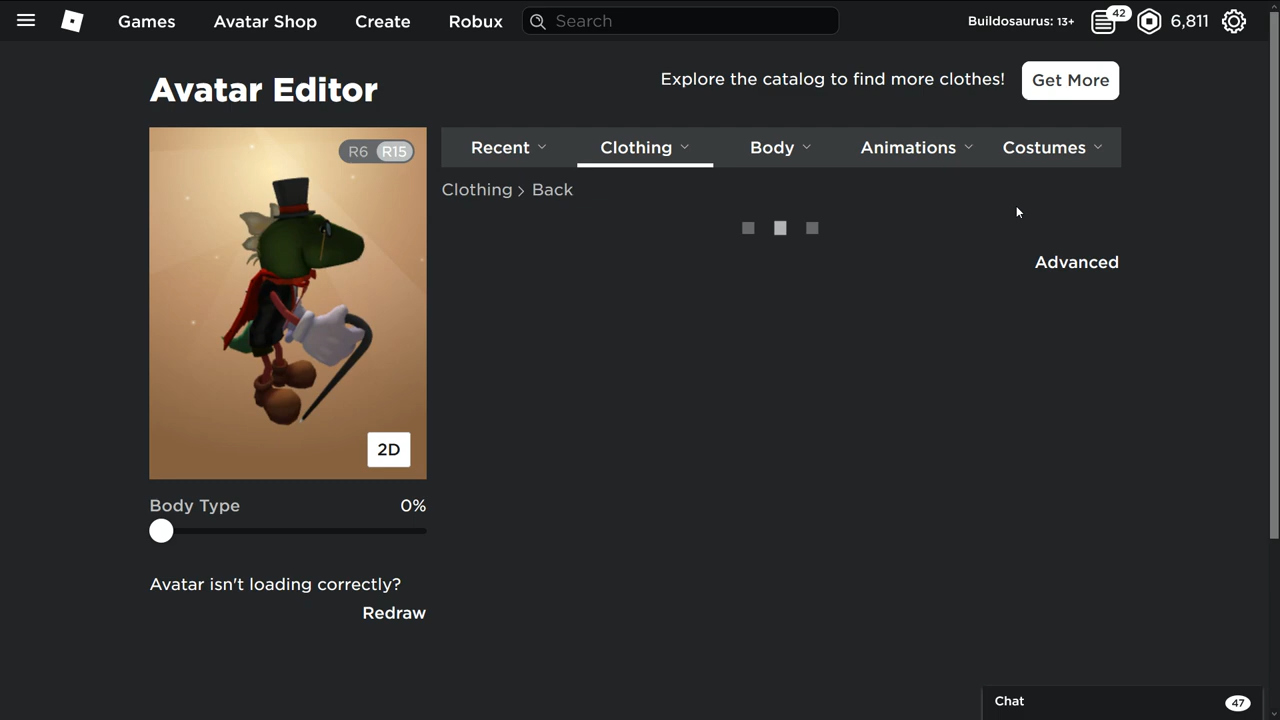 Games Avatar Shop Create Robux Search Buildosaurus: 13+ 42 6,811
Avatar Editor
Explore the catalog to find more clothes! Get More
R6 R15
Recent Clothing Body Animations Costumes
Clothing > Back
Advanced
2D
Body Type 0%
Avatar isn't loading correctly?
Redraw
Chat 47